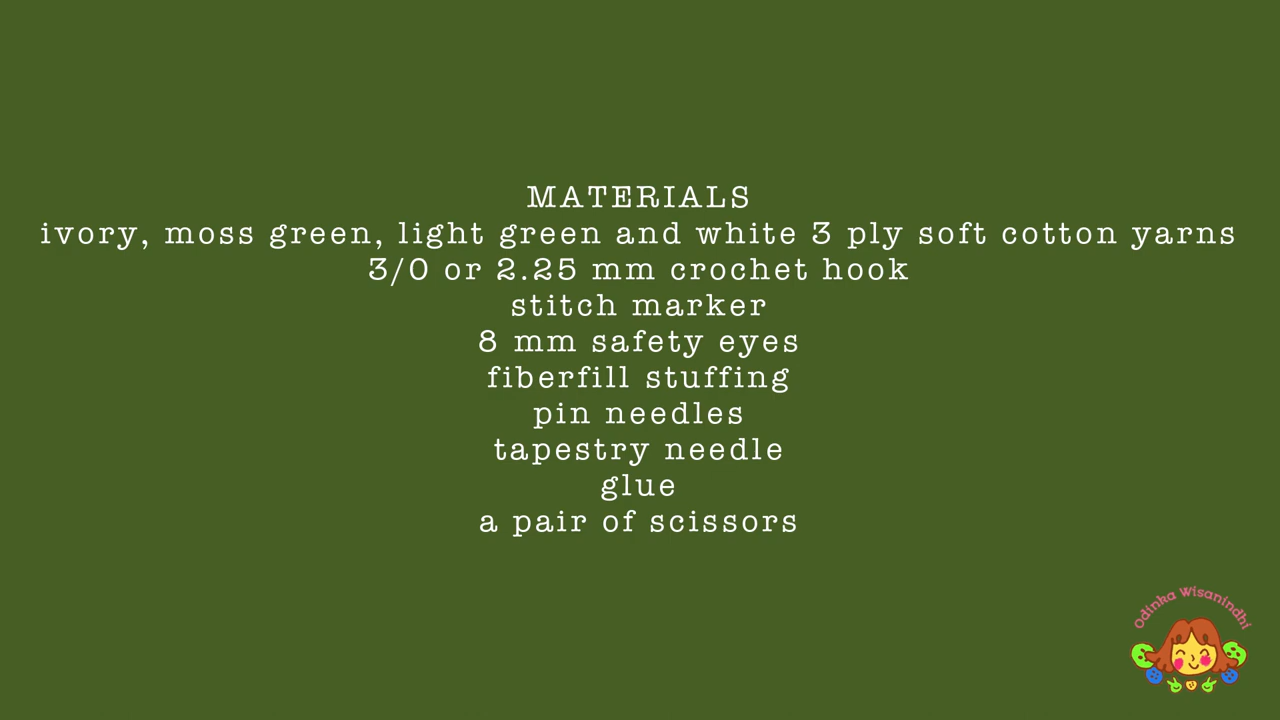 MATERIALS
ivory, moss green, light green and white 3 ply soft cotton yarns
3/0 or 2.25 mm crochet hook
stitch marker
8 mm safety eyes
fiberfill stuffing
pin needles
tapestry needle
glue
a pair of scissors
Odinka Wisanindhi